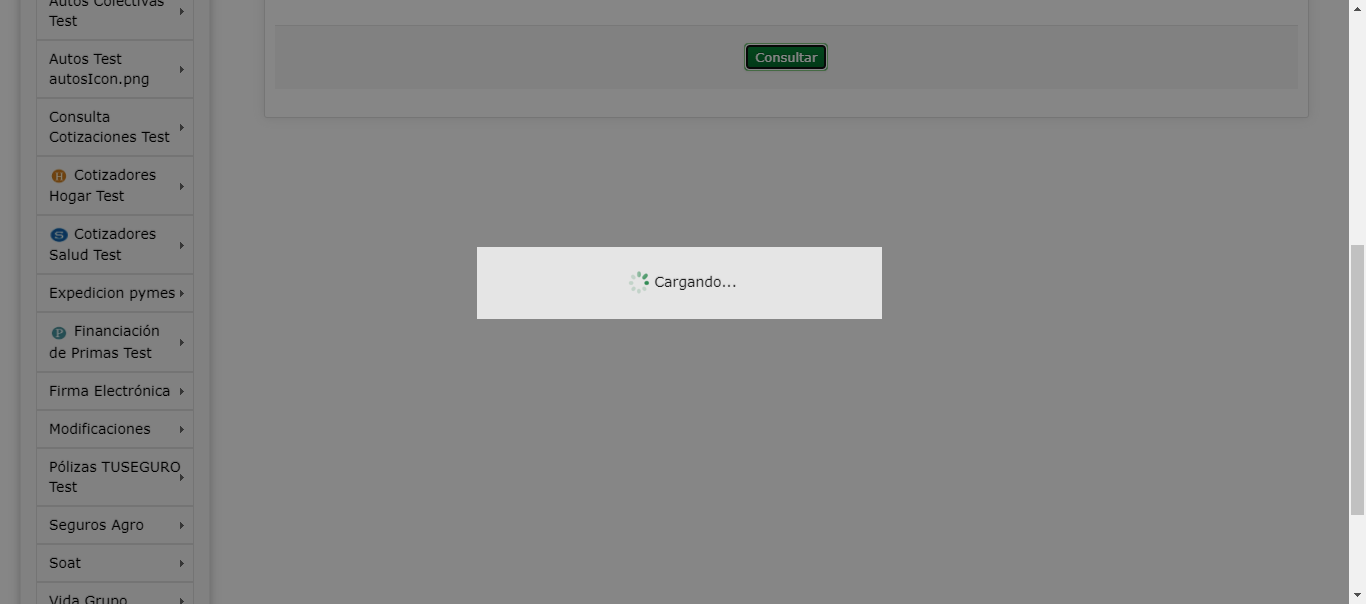 Autos Colectivas
Test
Autos Test
autosIcon.png
Consulta
Cotizaciones Test
H Cotizadores
Hogar Test
S Cotizadores
Salud Test
Expedicion pymes
P Financiación
de Primas Test
Firma Electrónica
Modificaciones
Pólizas TUSEGURO
Test
Seguros Agro
Soat
Vida Grupo
Consultar
Cargando...